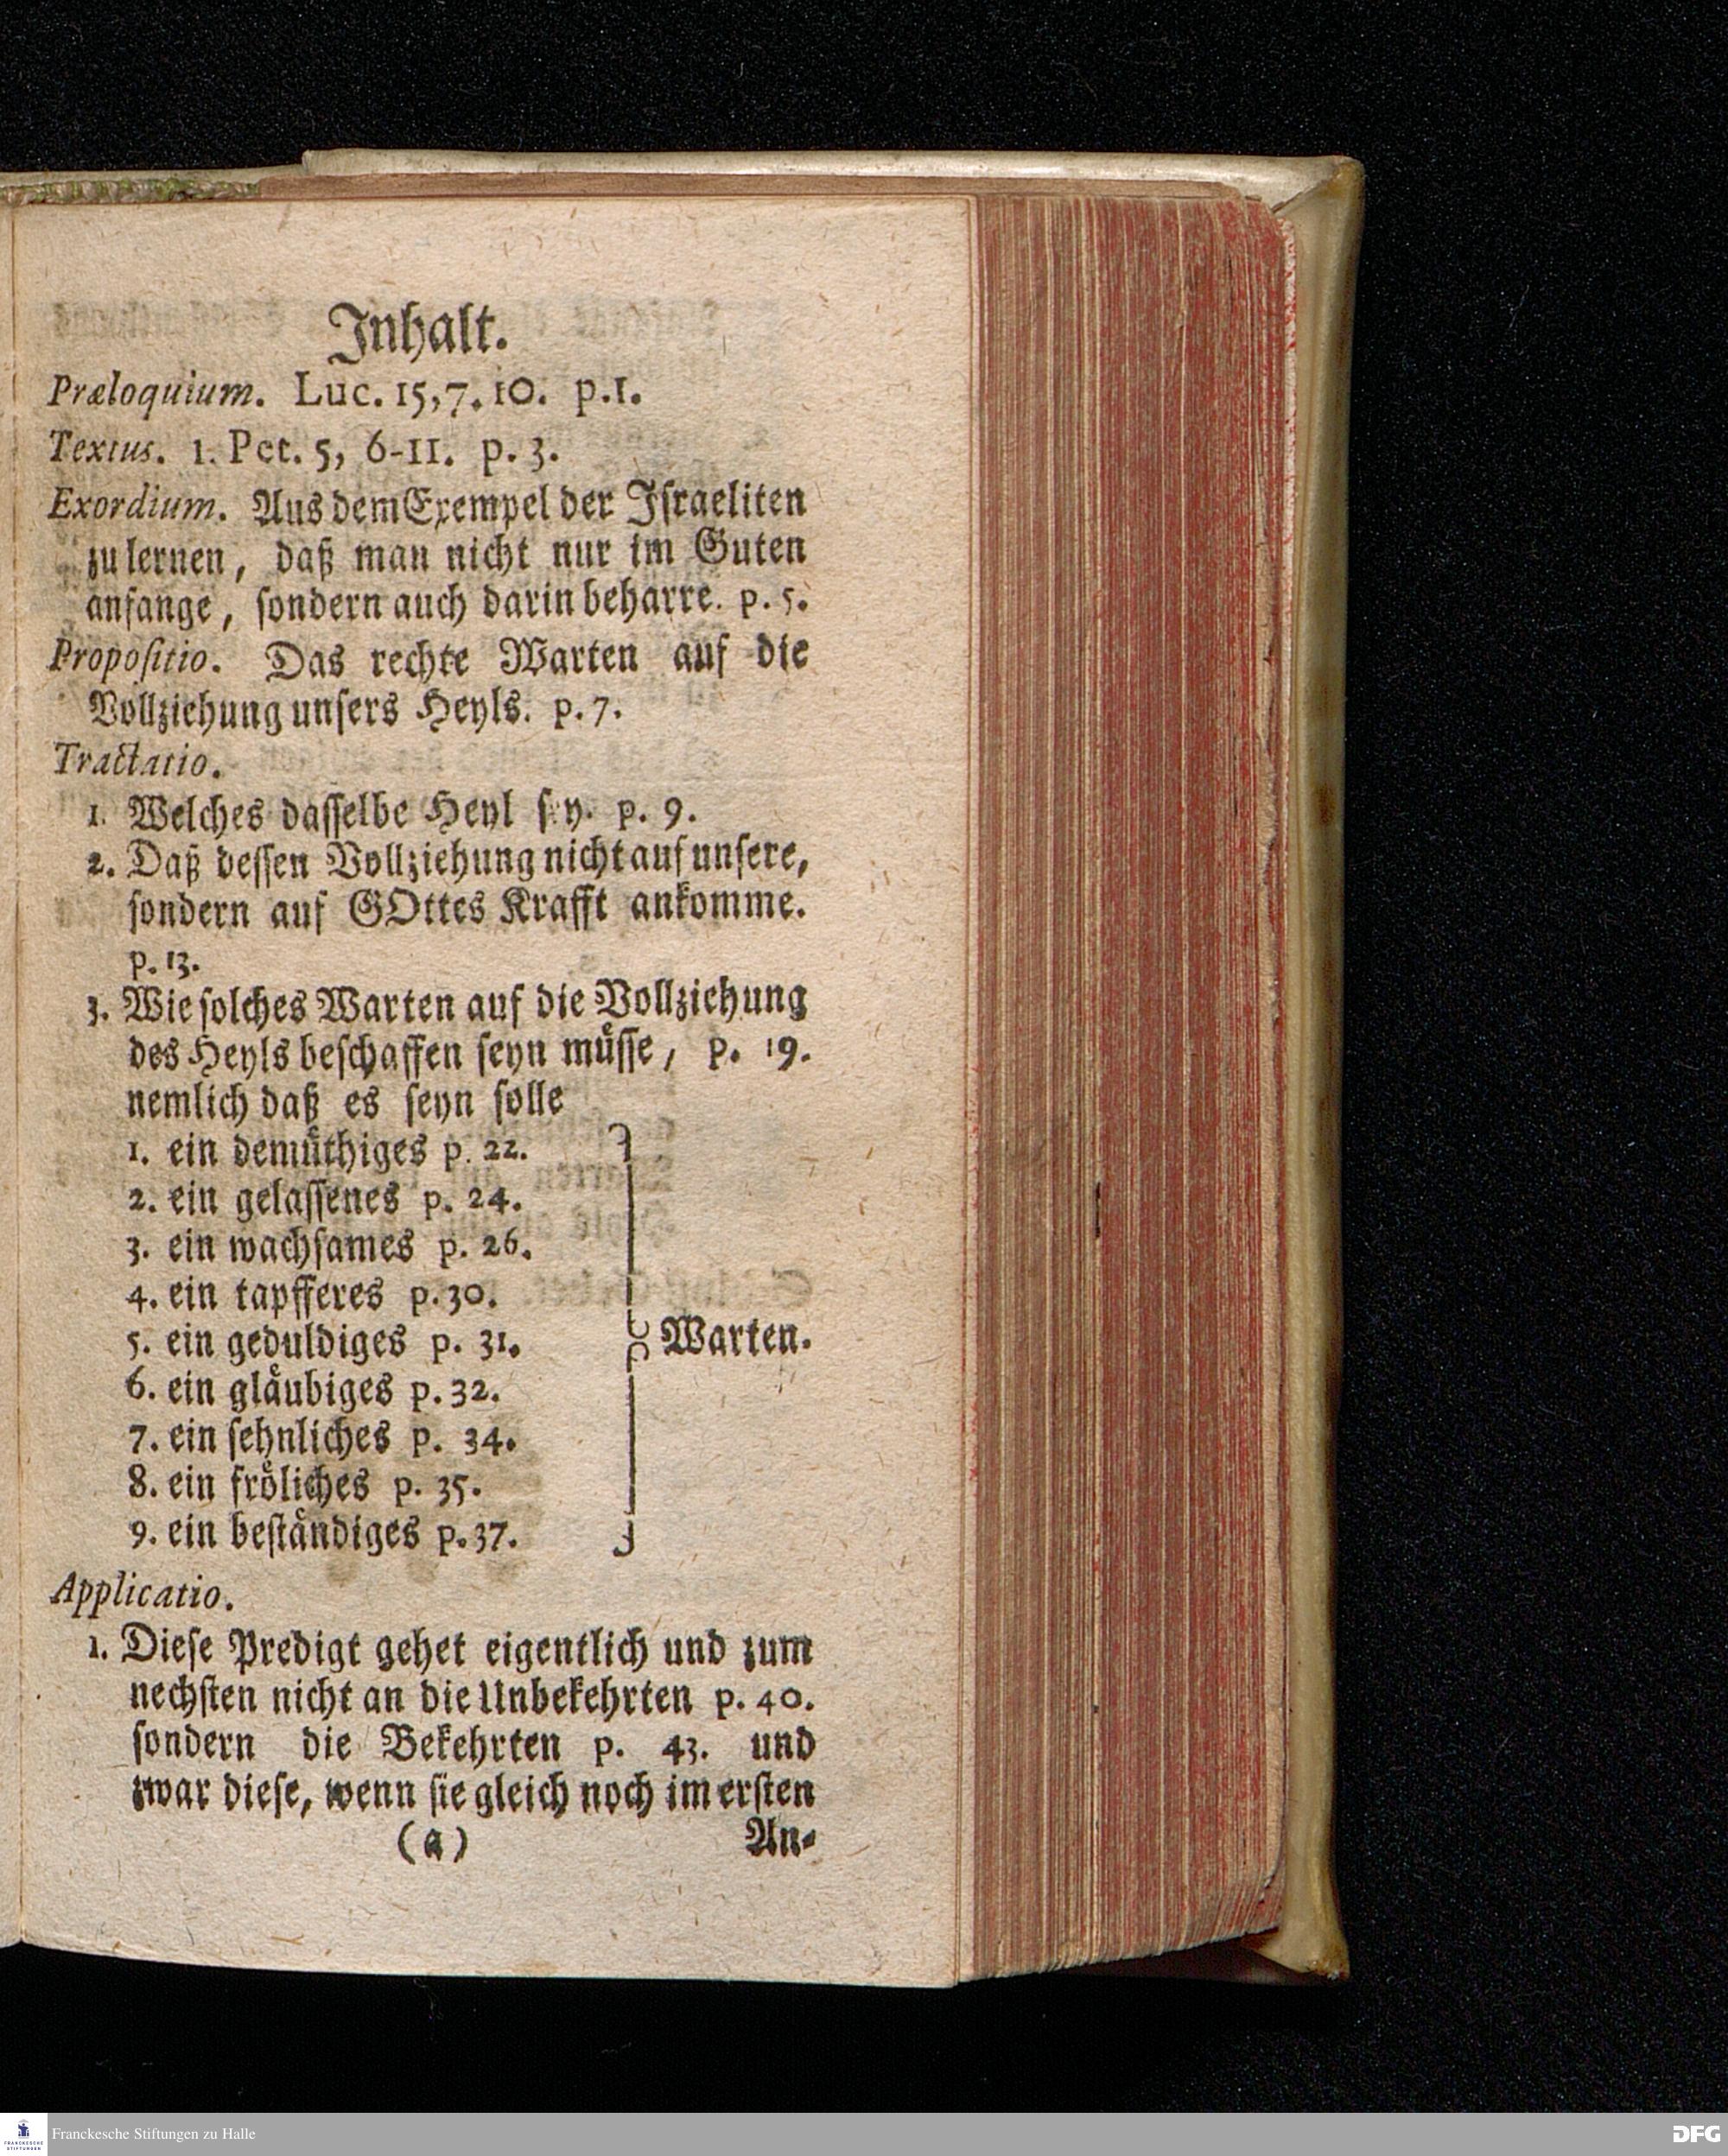 Inhalt.
Præloquium. Luc. 15, 7. 10. p. 1.
Textus. 1. Pet. 5, 6-11. p. 3.
Exordium. Aus dem Exempel der Iſraeliten
zu lernen, daß man nicht nur im Guten
anfange, ſondern auch darin beharre. p. 5.
Propoſitio. Das rechte Warten auf die
Vollziehung unſers Heyls. p. 7.
Tractatio.
1. Welches daſſelbe Heyl ſey. p. 9.
2. Daß deſſen Vollziehung nicht auf unſere,
ſondern auf GOttes Krafft ankomme.
p. 13.
3. Wie ſolches Warten auf die Vollziehung
des Heyls beſchaffen ſeyn müſſe, p. 19.
nemlich daß es ſeyn ſolle
1. ein demüthiges p. 22.
2. ein gelaſſenes p. 24.
3. ein wachſames p. 26.
4. ein tapfferes p. 30.
5. ein geduldiges p. 31. Warten.
6. ein gläubiges p. 32.
7. ein ſehnliches p. 34.
8. ein fröliches p. 35.
9. ein beſtändiges p. 37.
Applicatio.
1. Dieſe Predigt gehet eigentlich und zum
nechſten nicht an die Unbekehrten p. 40.
ſondern die Bekehrten p. 43. und
zwar dieſe, wenn ſie gleich noch im erſten
(a) An-
Franckesche Stiftungen zu Halle
FRANCKESCHE
STIFTUNGEN
DFG